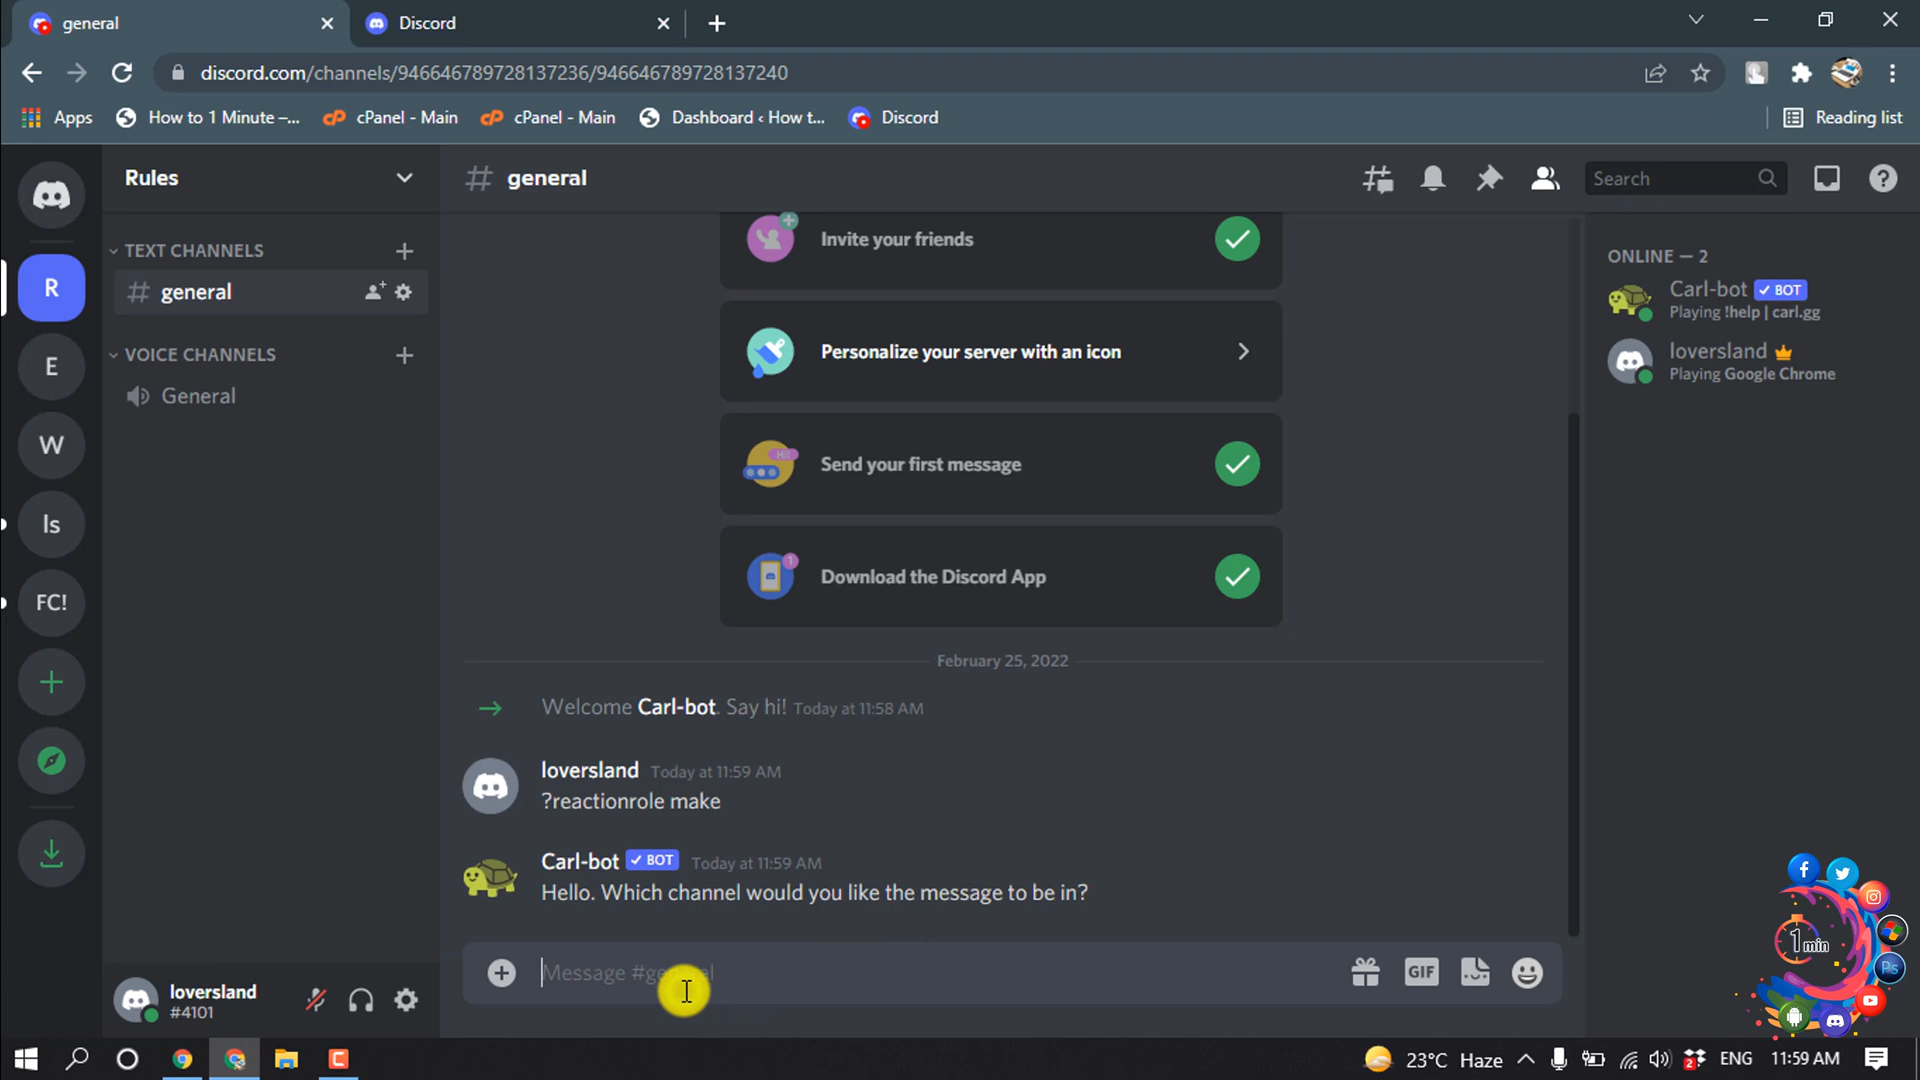 general
Discord
discord.com/channels/946646789728137236/946646789728137240
Apps
How to 1 Minute –...
cPanel - Main
cPanel - Main
Dashboard ‹ How t...
Discord
Reading list
Rules
general
Search
TEXT CHANNELS
general
VOICE CHANNELS
General
R
E
W
ls
FC!
Invite your friends
Personalize your server with an icon
Send your first message
Download the Discord App
February 25, 2022
Welcome Carl-bot. Say hi! Today at 11:58 AM
loversland Today at 11:59 AM
?reactionrole make
Carl-bot BOT Today at 11:59 AM
Hello. Which channel would you like the message to be in?
Message #general
GIF
ONLINE — 2
Carl-bot BOT
Playing !help | carl.gg
loversland
Playing Google Chrome
loversland
#4101
1 min
Ps
23°C Haze
ENG
11:59 AM